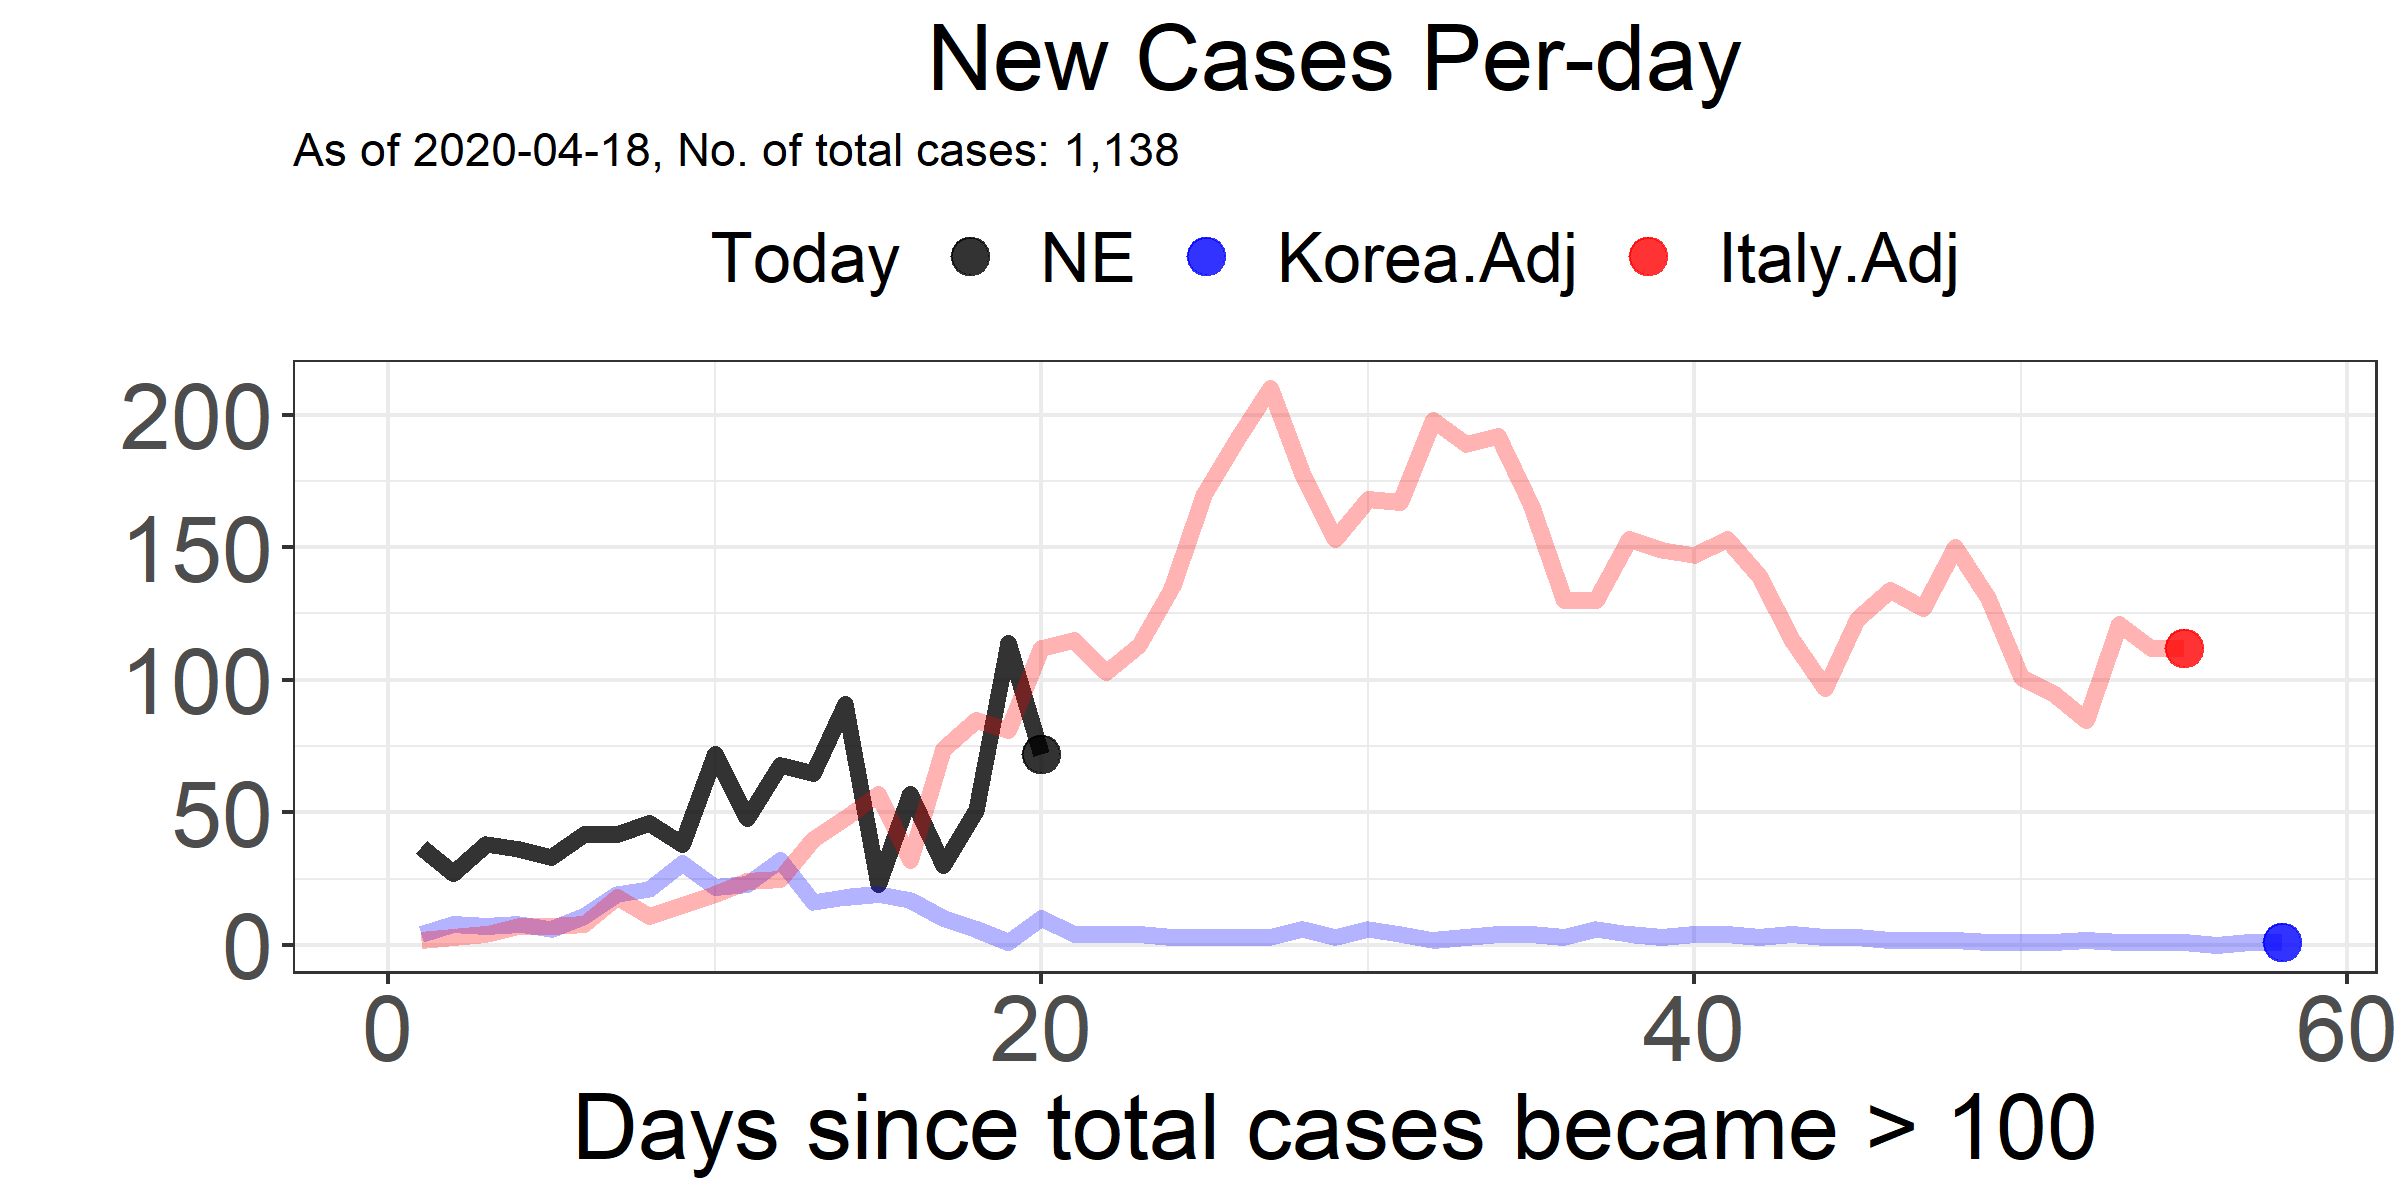 New Cases Per-day
As of 2020-04-18, No. of total cases: 1,138
Today NE Korea.Adj Italy.Adj
200
150
100
50
0
0 20 40 60
Days since total cases became > 100